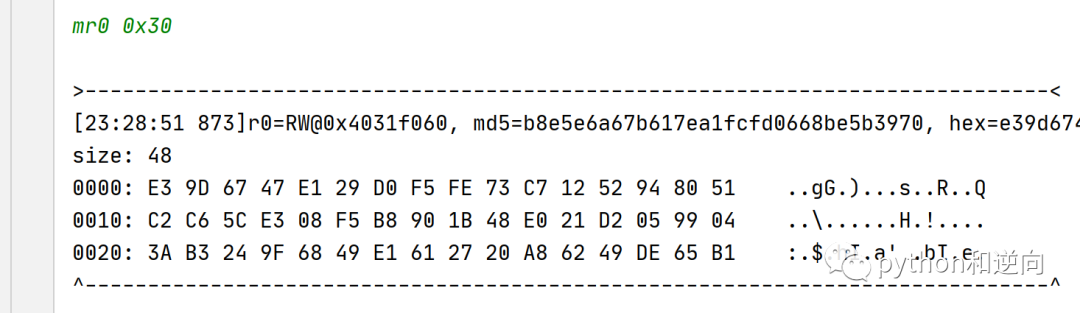 mr0 0x30
>-----------------------------------------------------------------------------<
[23:28:51 873]r0=RW@0x4031f060, md5=b8e5e6a67b617ea1fcfd0668be5b3970, hex=e39d674
size: 48
0000: E3 9D 67 47 E1 29 D0 F5 FE 73 C7 12 52 94 80 51    ..gG.)...s..R..Q
0010: C2 C6 5C E3 08 F5 B8 90 1B 48 E0 21 D2 05 99 04    ..\......H.!....
0020: 3A B3 24 9F 68 49 E1 61 27 20 A8 62 49 DE 65 B1    :.$.hI.a' .bI.e.
^-----------------------------------------------------------------------------^
python和逆向